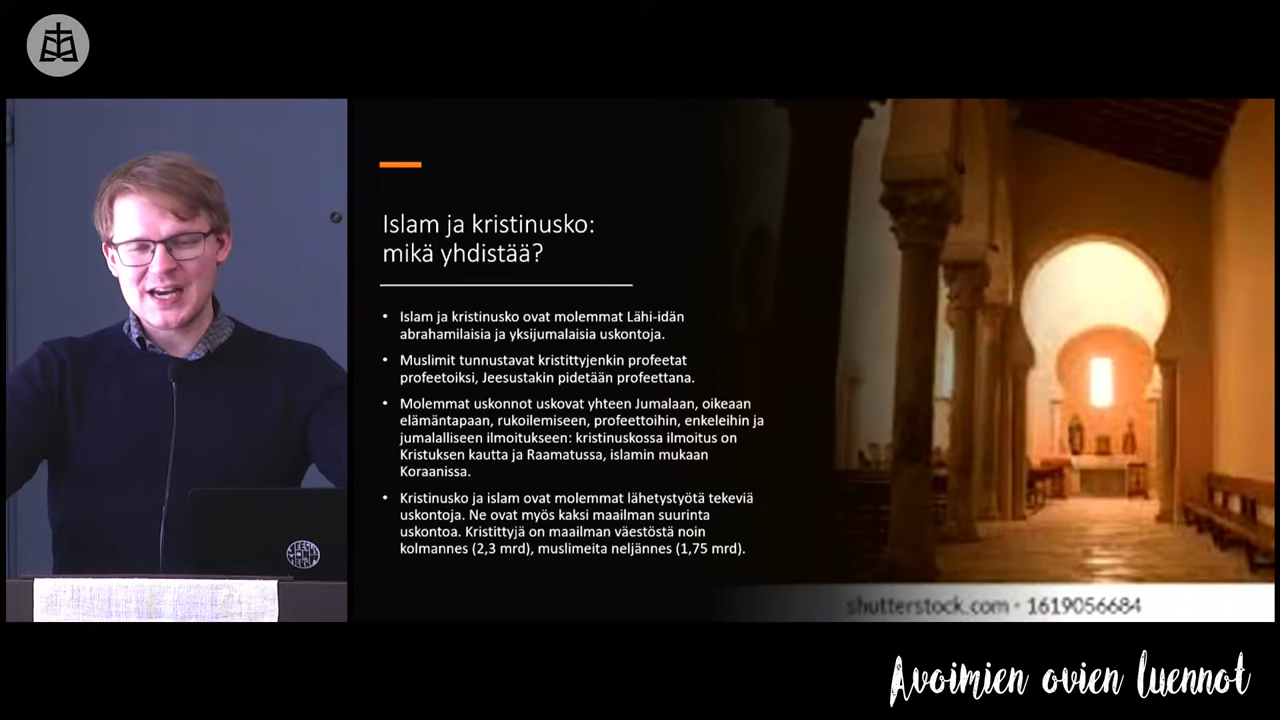 Islam ja kristinusko:
mikä yhdistää?
• Islam ja kristinusko ovat molemmat Lähi-idän
abrahamilaisia ja yksijumalaisia uskontoja.
• Muslimit tunnustavat kristittyjenkin profeetat
profeetoiksi, Jeesustakin pidetään profeettana.
• Molemmat uskonnot uskovat yhteen Jumalaan, oikeaan
elämäntapaan, rukoilemiseen, profeettoihin, enkeleihin ja
jumalalliseen ilmoitukseen: kristinuskossa ilmoitus on
Kristuksen kautta ja Raamatussa, islamin mukaan
Koraanissa.
• Kristinusko ja islam ovat molemmat lähetystyötä tekeviä
uskontoja. Ne ovat myös kaksi maailman suurinta
uskontoa. Kristittyjä on maailman väestöstä noin
kolmannes (2,3 mrd), muslimeita neljännes (1,75 mrd).
shutterstock.com · 1619056684
Avoimien ovien luennot